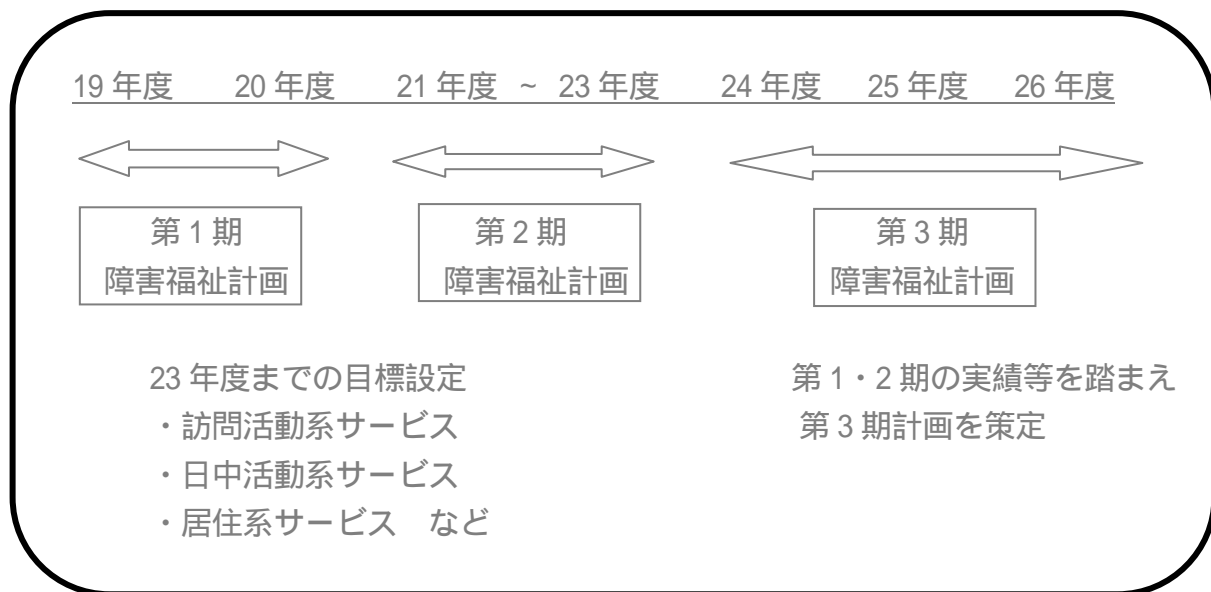 19 年度 20 年度 21 年度 ~ 23 年度 24 年度 25 年度 26 年度
第 1 期
障害福祉計画
第 2 期
障害福祉計画
第 3 期
障害福祉計画
23 年度までの目標設定
・訪問活動系サービス
・日中活動系サービス
・居住系サービス など
第 1・2 期の実績等を踏まえ
第 3 期計画を策定